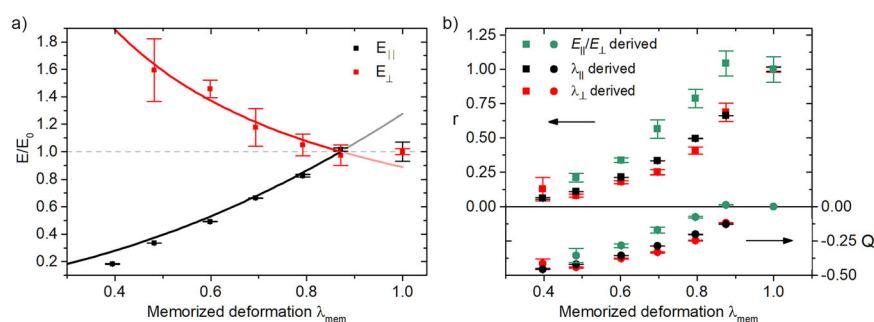 a)
1.8
1.6
1.4
1.2
1.0
0.8
0.6
0.4
0.2
E/E₀
E||
E⊥
0.4 0.6 0.8 1.0
Memorized deformation λmem
b)
1.25
1.00
0.75
0.50
0.25
0.00
r
E||/E⊥ derived
λ|| derived
λ⊥ derived
0.00
-0.25
-0.50
Q
0.4 0.5 0.6 0.7 0.8 0.9 1.0
Memorized deformation λmem